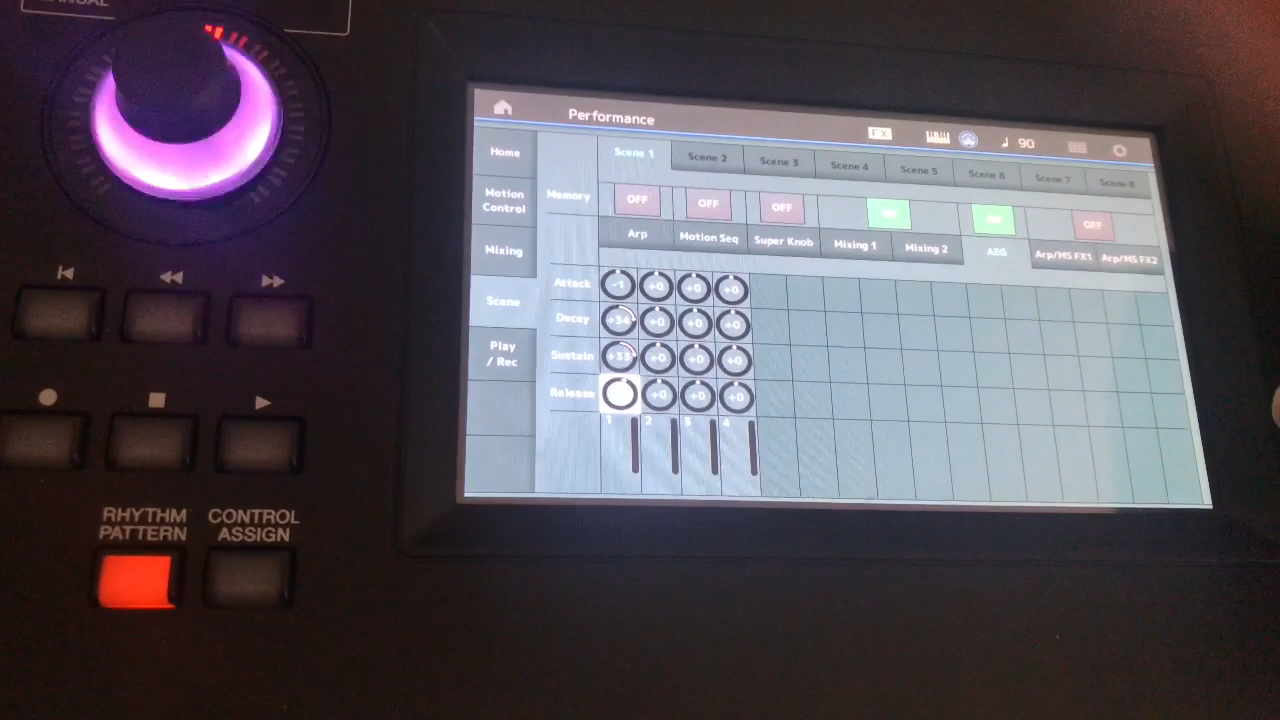 MANUAL
Performance
FX
90
Home
Scene 1
Scene 2
Scene 3
Scene 4
Scene 5
Scene 6
Scene 7
Scene 8
Motion
Control
Memory
OFF
OFF
OFF
OFF
Arp
Motion Seq
Super Knob
Mixing 1
Mixing 2
AEG
Arp/MS FX1
Arp/MS FX2
Mixing
Attack
-1
+0
+0
+0
Scene
Decay
+34
+0
+0
+0
Play
/ Rec
Sustain
+33
+0
+0
+0
Release
+0
+0
+0
1
2
3
4
RHYTHM
PATTERN
CONTROL
ASSIGN